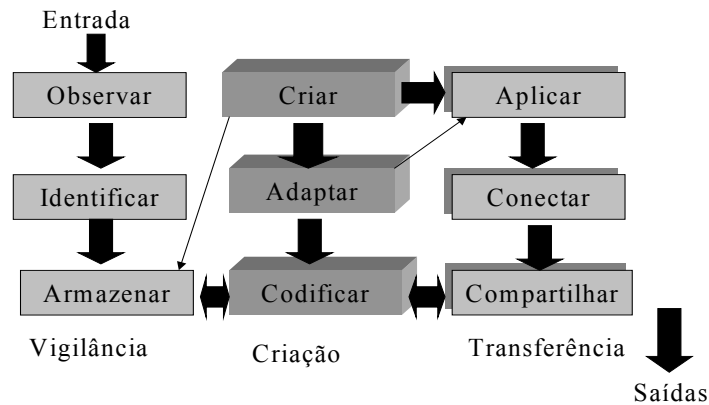 Entrada
Observar
Criar
Aplicar
Identificar
Adaptar
Conectar
Armazenar
Codificar
Compartilhar
Vigilância
Criação
Transferência
Saídas